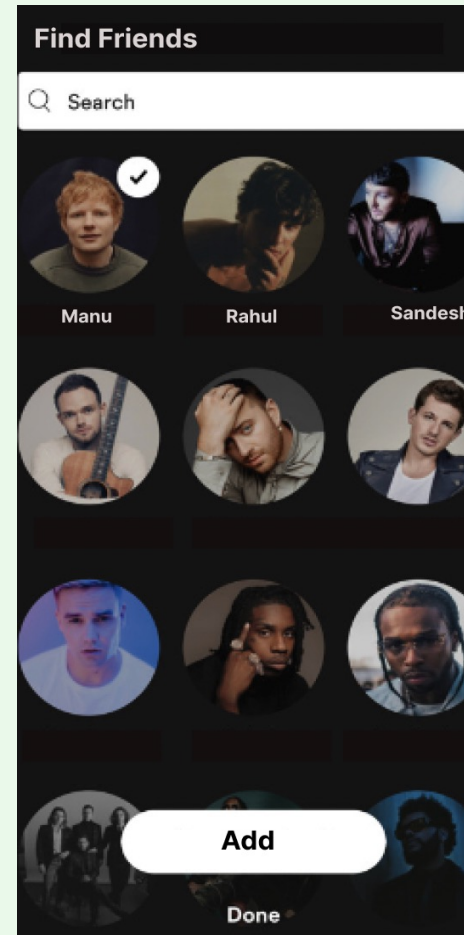 Find Friends
Search
Manu
Rahul
Sandesh
Add
Done